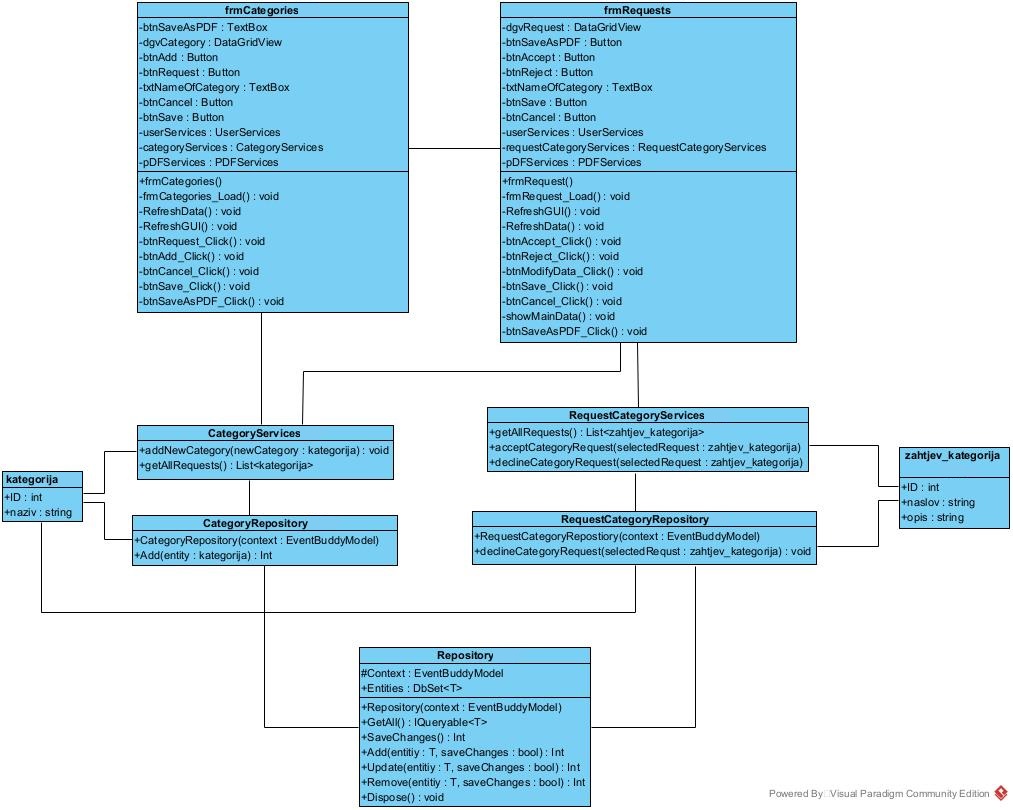 frmCategories
-btnSaveAsPDF : TextBox
-dgvCategory : DataGridView
-btnAdd : Button
-btnRequest : Button
-txtNameOfCategory : TextBox
-btnCancel : Button
-btnSave : Button
-userServices : UserServices
-categoryServices : CategoryServices
-pDFServices : PDFServices
+frmCategories()
-frmCategories_Load() : void
-RefreshData() : void
-RefreshGUI() : void
-btnRequest_Click() : void
-btnAdd_Click() : void
-btnCancel_Click() : void
-btnSave_Click() : void
-btnSaveAsPDF_Click() : void
frmRequests
-dgvRequest : DataGridView
-btnSaveAsPDF : Button
-btnAccept : Button
-btnReject : Button
-txtNameOfCategory : TextBox
-btnSave : Button
-btnCancel : Button
-userServices : UserServices
-requestCategoryServices : RequestCategoryServices
-pDFServices : PDFServices
+frmRequest()
-frmRequest_Load() : void
-RefreshGUI() : void
-RefreshData() : void
-btnAccept_Click() : void
-btnReject_Click() : void
-btnModifyData_Click() : void
-btnSave_Click() : void
-btnCancel_Click() : void
-showMainData() : void
-btnSaveAsPDF_Click() : void
CategoryServices
+addNewCategory(newCategory : kategorija) : void
+getAllRequests() : List<kategorija>
RequestCategoryServices
+getAllRequests() : List<zahtjev_kategorija>
+acceptCategoryRequest(selectedRequest : zahtjev_kategorija)
+declineCategoryRequest(selectedRequest : zahtjev_kategorija)
kategorija
+ID : int
+naziv : string
zahtjev_kategorija
+ID : int
+naslov : string
+opis : string
CategoryRepository
+CategoryRepository(context : EventBuddyModel)
+Add(entity : kategorija) : Int
RequestCategoryRepository
+RequestCategoryRepostiory(context : EventBuddyModel)
+declineCategoryRequest(selectedRequst : zahtjev_kategorija) : void
Repository
#Context : EventBuddyModel
+Entities : DbSet<T>
+Repository(context : EventBuddyModel)
+GetAll() : IQueryable<T>
+SaveChanges() : Int
+Add(entitiy : T, saveChanges : bool) : Int
+Update(entitiy : T, saveChanges : bool) : Int
+Remove(entitiy : T, saveChanges : bool) : Int
+Dispose() : void
Powered By Visual Paradigm Community Edition